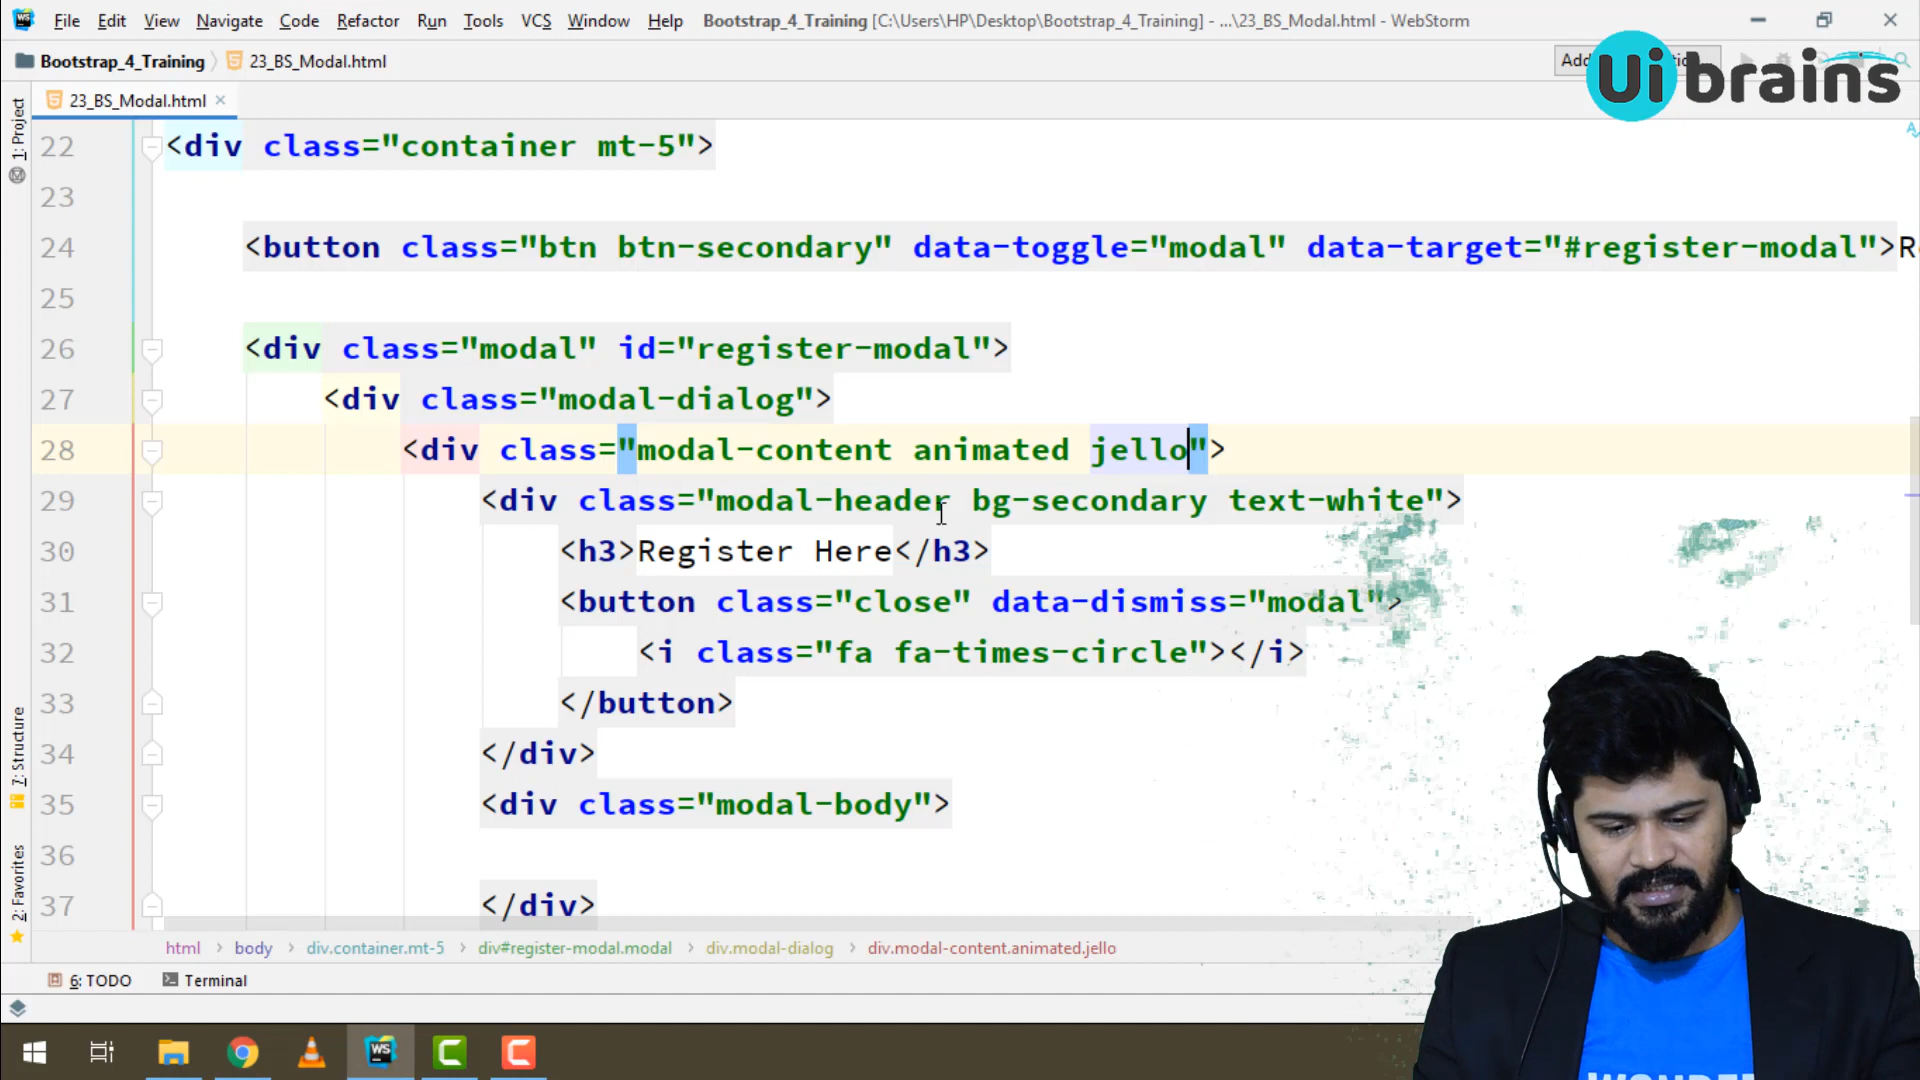 File Edit View Navigate Code Refactor Run Tools VCS Window Help Bootstrap_4_Training [C:\Users\HP\Desktop\Bootstrap_4_Training] - ...\23_BS_Modal.html - WebStorm
Bootstrap_4_Training 23_BS_Modal.html
Ui brains
23_BS_Modal.html
1: Project
22 <div class="container mt-5">
23
24 <button class="btn btn-secondary" data-toggle="modal" data-target="#register-modal">R
25
26 <div class="modal" id="register-modal">
27 <div class="modal-dialog">
28 <div class="modal-content animated jello">
29 <div class="modal-header bg-secondary text-white">
30 <h3>Register Here</h3>
31 <button class="close" data-dismiss="modal">
32 <i class="fa fa-times-circle"></i>
33 </button>
34 </div>
35 <div class="modal-body">
36
37 </div>
7: Structure
2: Favorites
html body div.container.mt-5 div#register-modal.modal div.modal-dialog div.modal-content.animated.jello
6: TODO Terminal
WS